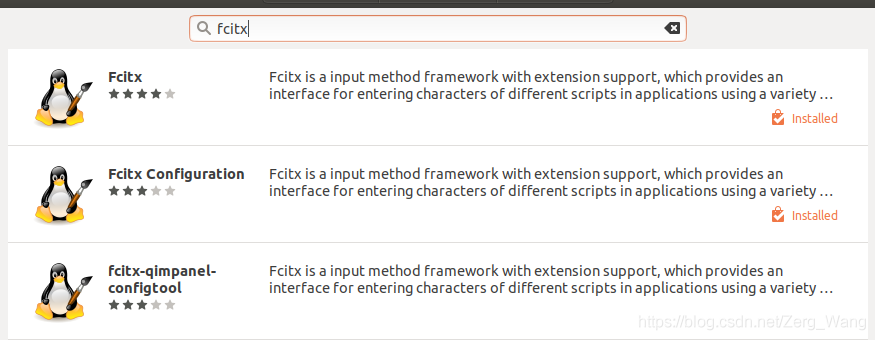 fcitx
Fcitx
Fcitx is a input method framework with extension support, which provides an
interface for entering characters of different scripts in applications using a variety ...
Installed
Fcitx Configuration
Fcitx is a input method framework with extension support, which provides an
interface for entering characters of different scripts in applications using a variety ...
Installed
fcitx-qimpanel-
configtool
Fcitx is a input method framework with extension support, which provides an
interface for entering characters of different scripts in applications using a variety ...
https://blog.csdn.net/Zerg_Wang